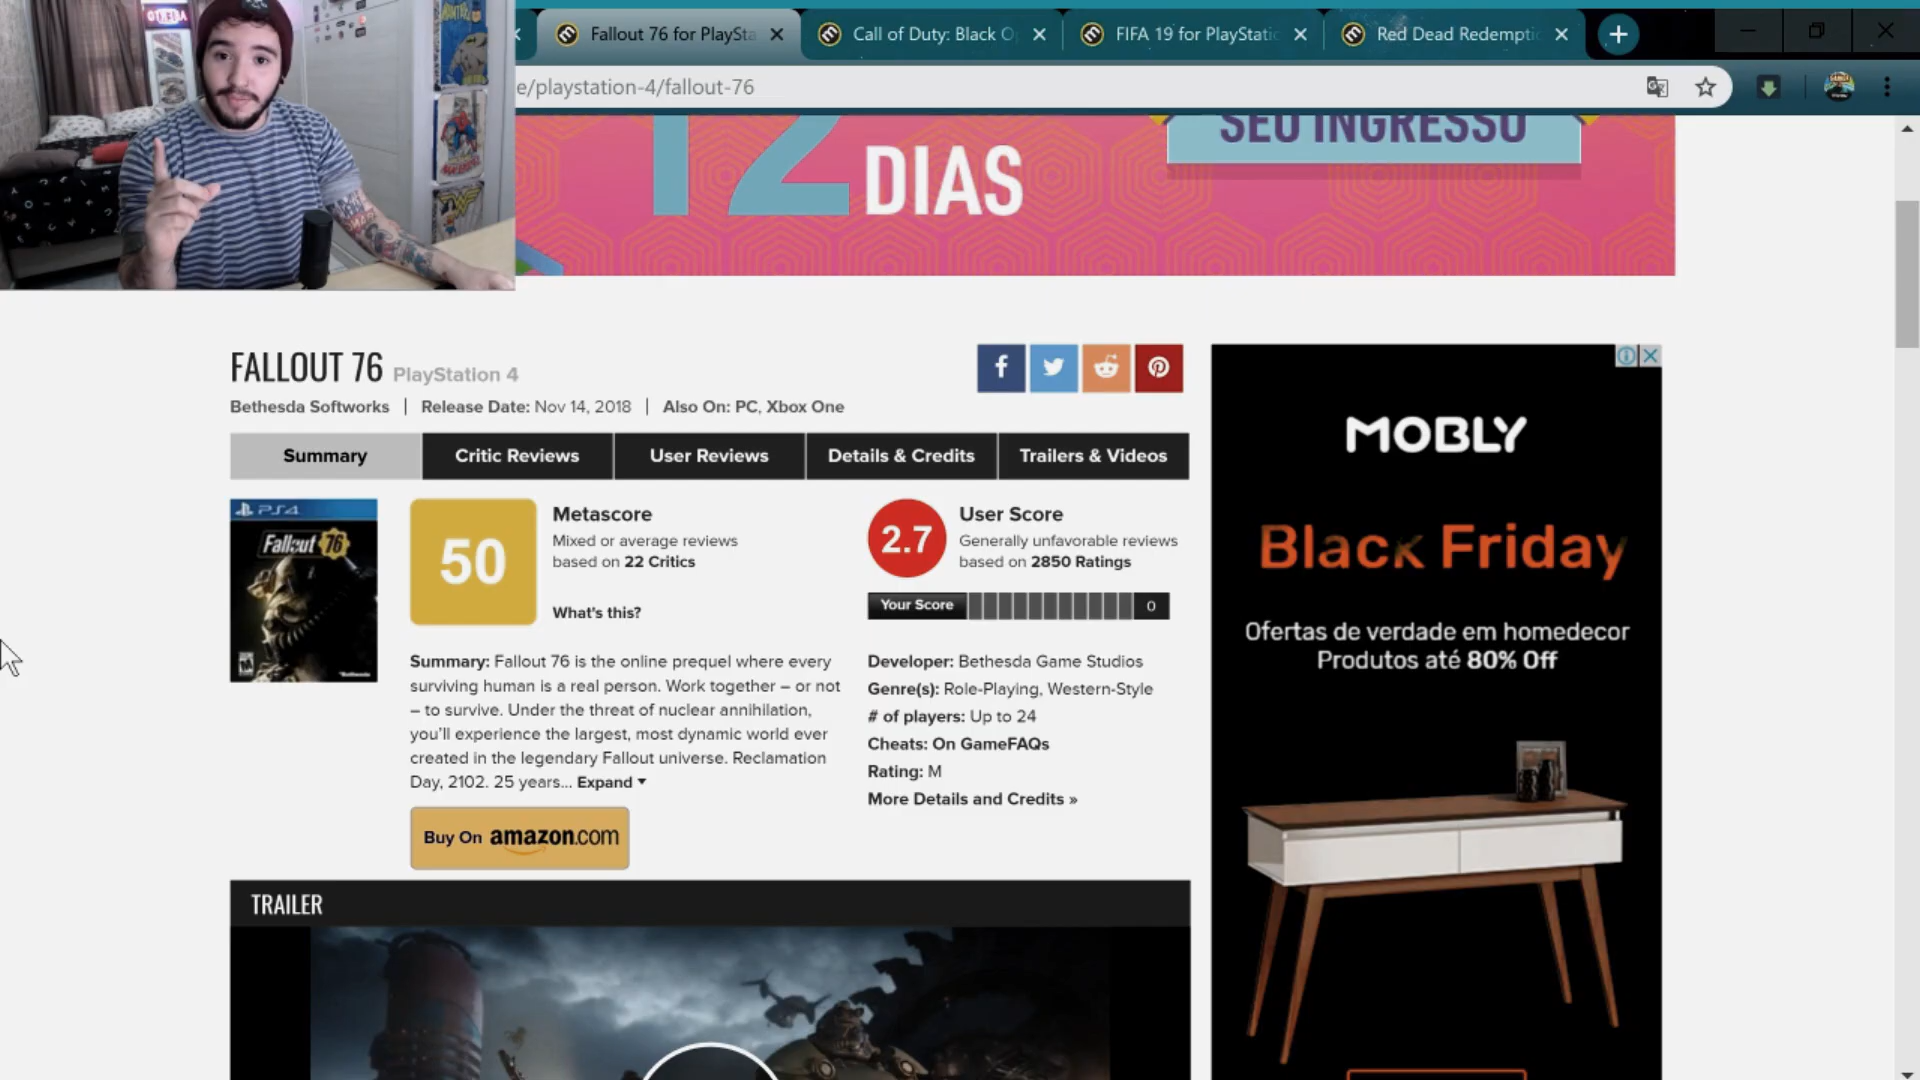 Fallout 76 for PlaySta
Call of Duty: Black O
FIFA 19 for PlayStatic
Red Dead Redempti
e/playstation-4/fallout-76
12 DIAS
SEU INGRESSO
FALLOUT 76 PlayStation 4
Bethesda Softworks | Release Date: Nov 14, 2018 | Also On: PC, Xbox One
Summary
Critic Reviews
User Reviews
Details & Credits
Trailers & Videos
PS4
Fallout 76
50
Metascore
Mixed or average reviews
based on 22 Critics
What's this?
2.7
User Score
Generally unfavorable reviews
based on 2850 Ratings
Your Score 0
Summary: Fallout 76 is the online prequel where every
surviving human is a real person. Work together – or not
– to survive. Under the threat of nuclear annihilation,
you'll experience the largest, most dynamic world ever
created in the legendary Fallout universe. Reclamation
Day, 2102. 25 years... Expand
Developer: Bethesda Game Studios
Genre(s): Role-Playing, Western-Style
# of players: Up to 24
Cheats: On GameFAQs
Rating: M
More Details and Credits »
Buy On amazon.com
TRAILER
MOBLY
Black Friday
Ofertas de verdade em homedecor
Produtos até 80% Off